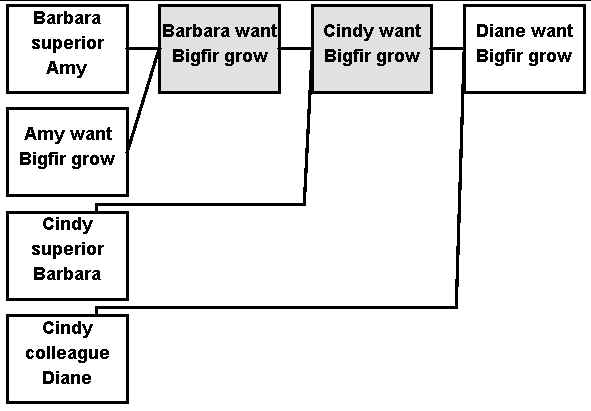 Barbara
superior
Amy
Barbara want
Bigfir grow
Cindy want
Bigfir grow
Diane want
Bigfir grow
Amy want
Bigfir grow
Cindy
superior
Barbara
Cindy
colleague
Diane